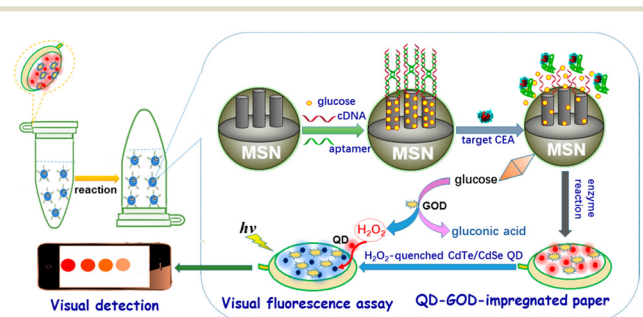 glucose
cDNA
aptamer
MSN
MSN
target CEA
MSN
reaction
glucose
GOD
enzyme
reaction
hν
QD
H₂O₂
gluconic acid
H₂O₂-quenched CdTe/CdSe QD
Visual detection
Visual fluorescence assay
QD-GOD-impregnated paper